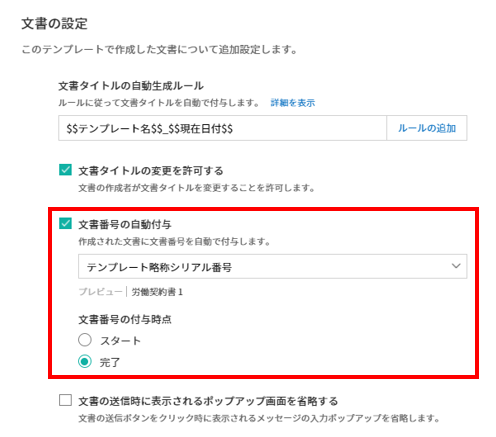 文書の設定
このテンプレートで作成した文書について追加設定します。
文書タイトルの自動生成ルール
ルールに従って文書タイトルを自動で付与します。 詳細を表示
$$テンプレート名$$_$$現在日付$$ ルールの追加
文書タイトルの変更を許可する
文書の作成者が文書タイトルを変更することを許可します。
文書番号の自動付与
作成された文書に文書番号を自動で付与します。
テンプレート略称シリアル番号
プレビュー 労働契約書 1
文書番号の付与時点
スタート
完了
文書の送信時に表示されるポップアップ画面を省略する
文書の送信ボタンをクリック時に表示されるメッセージの入力ポップアップを省略します。